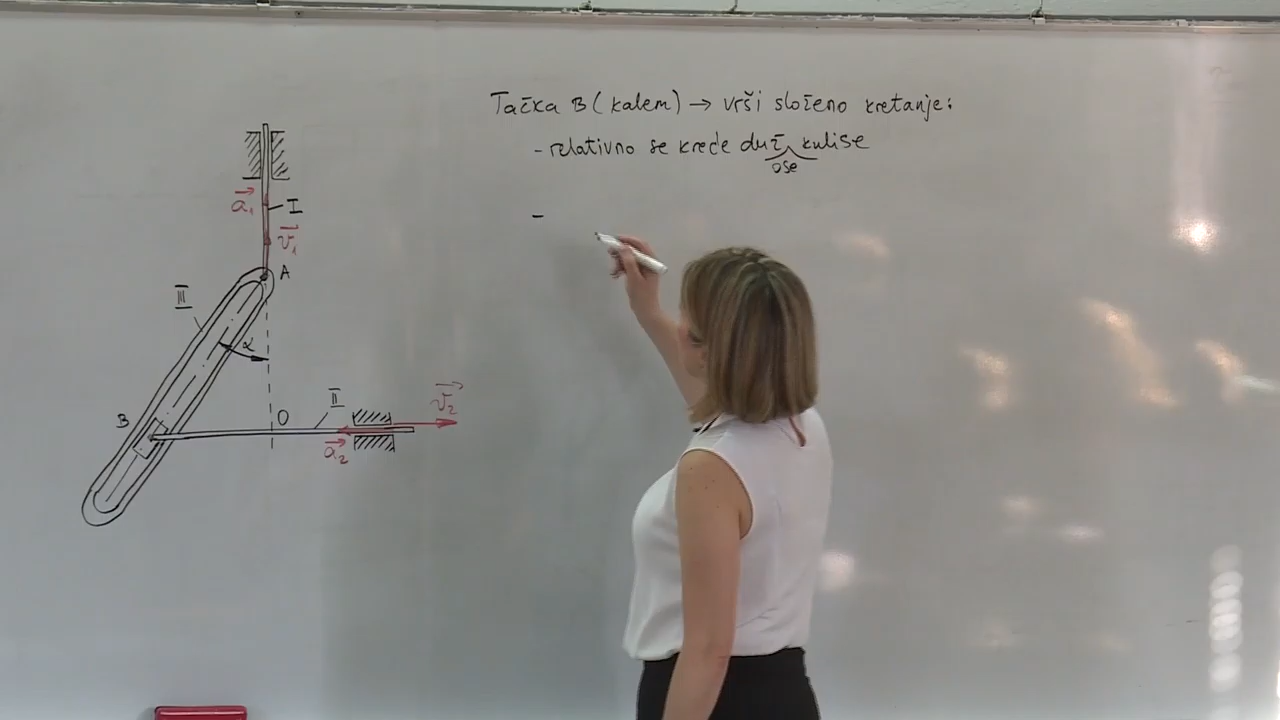 Tačka B (kalem) → vrši složeno kretanje:
- relativno se kreće duž kulise
ose
-
a₁
I
v₁
A
III
α
B
O
II
v₂
a₂